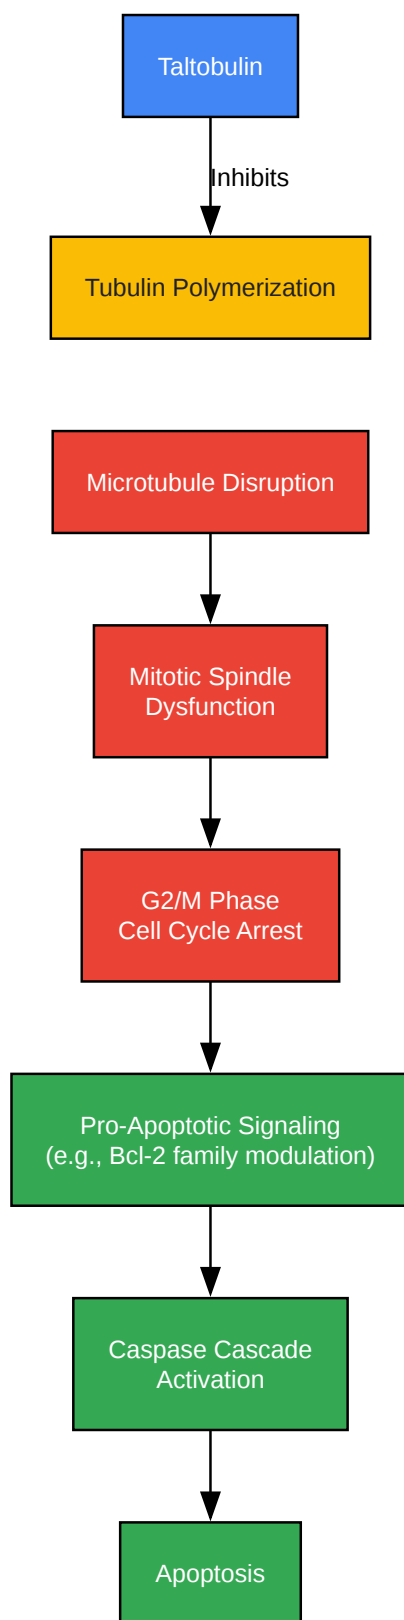 Taltobulin
Inhibits
Tubulin Polymerization
Microtubule Disruption
Mitotic Spindle
Dysfunction
G2/M Phase
Cell Cycle Arrest
Pro-Apoptotic Signaling
(e.g., Bcl-2 family modulation)
Caspase Cascade
Activation
Apoptosis